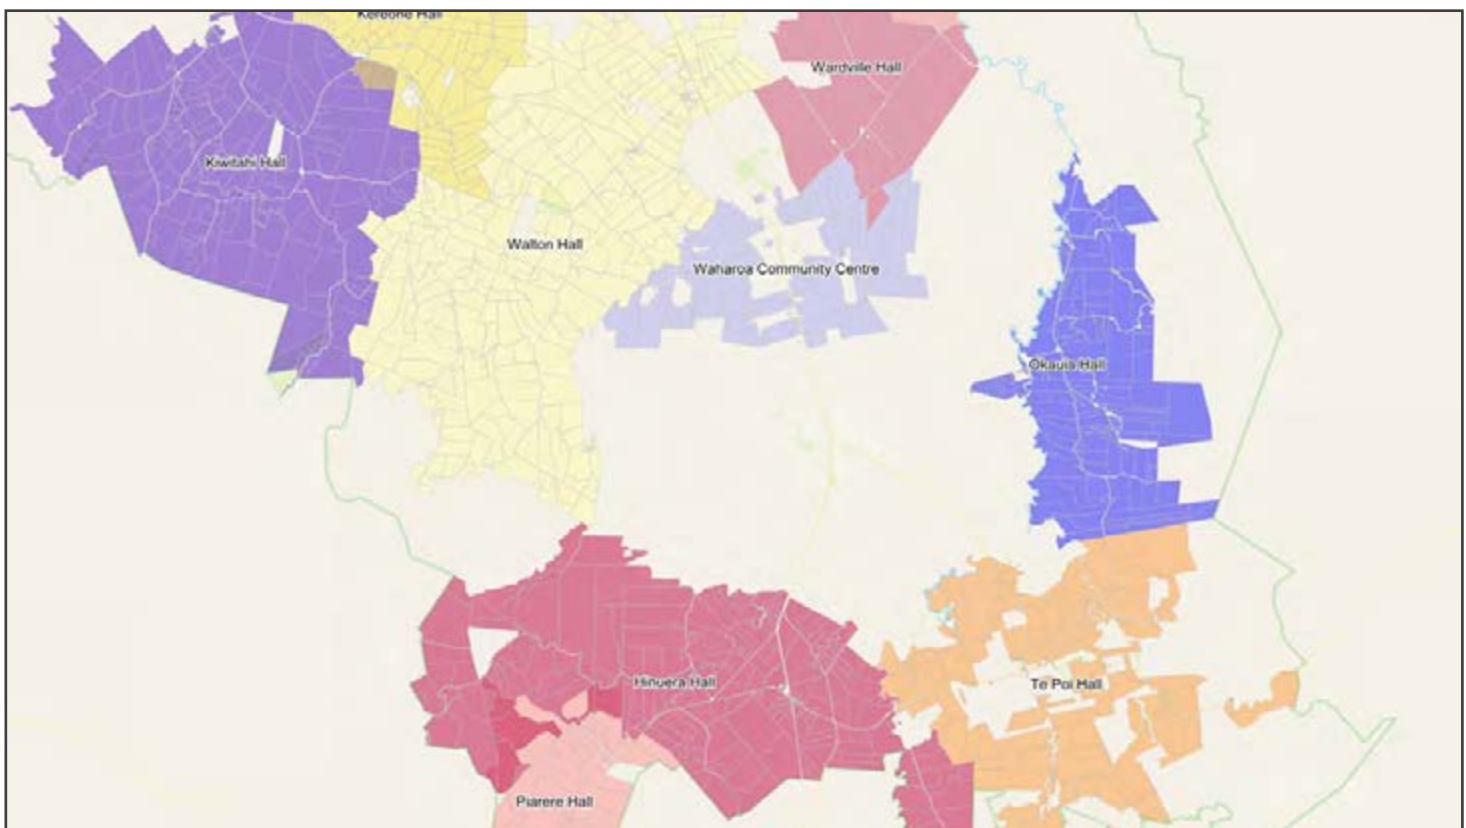 Kereone Hall
Wardville Hall
Kiwitahi Hall
Walton Hall
Waharoa Community Centre
Okauia Hall
Hinuera Hall
Te Poi Hall
Piarere Hall